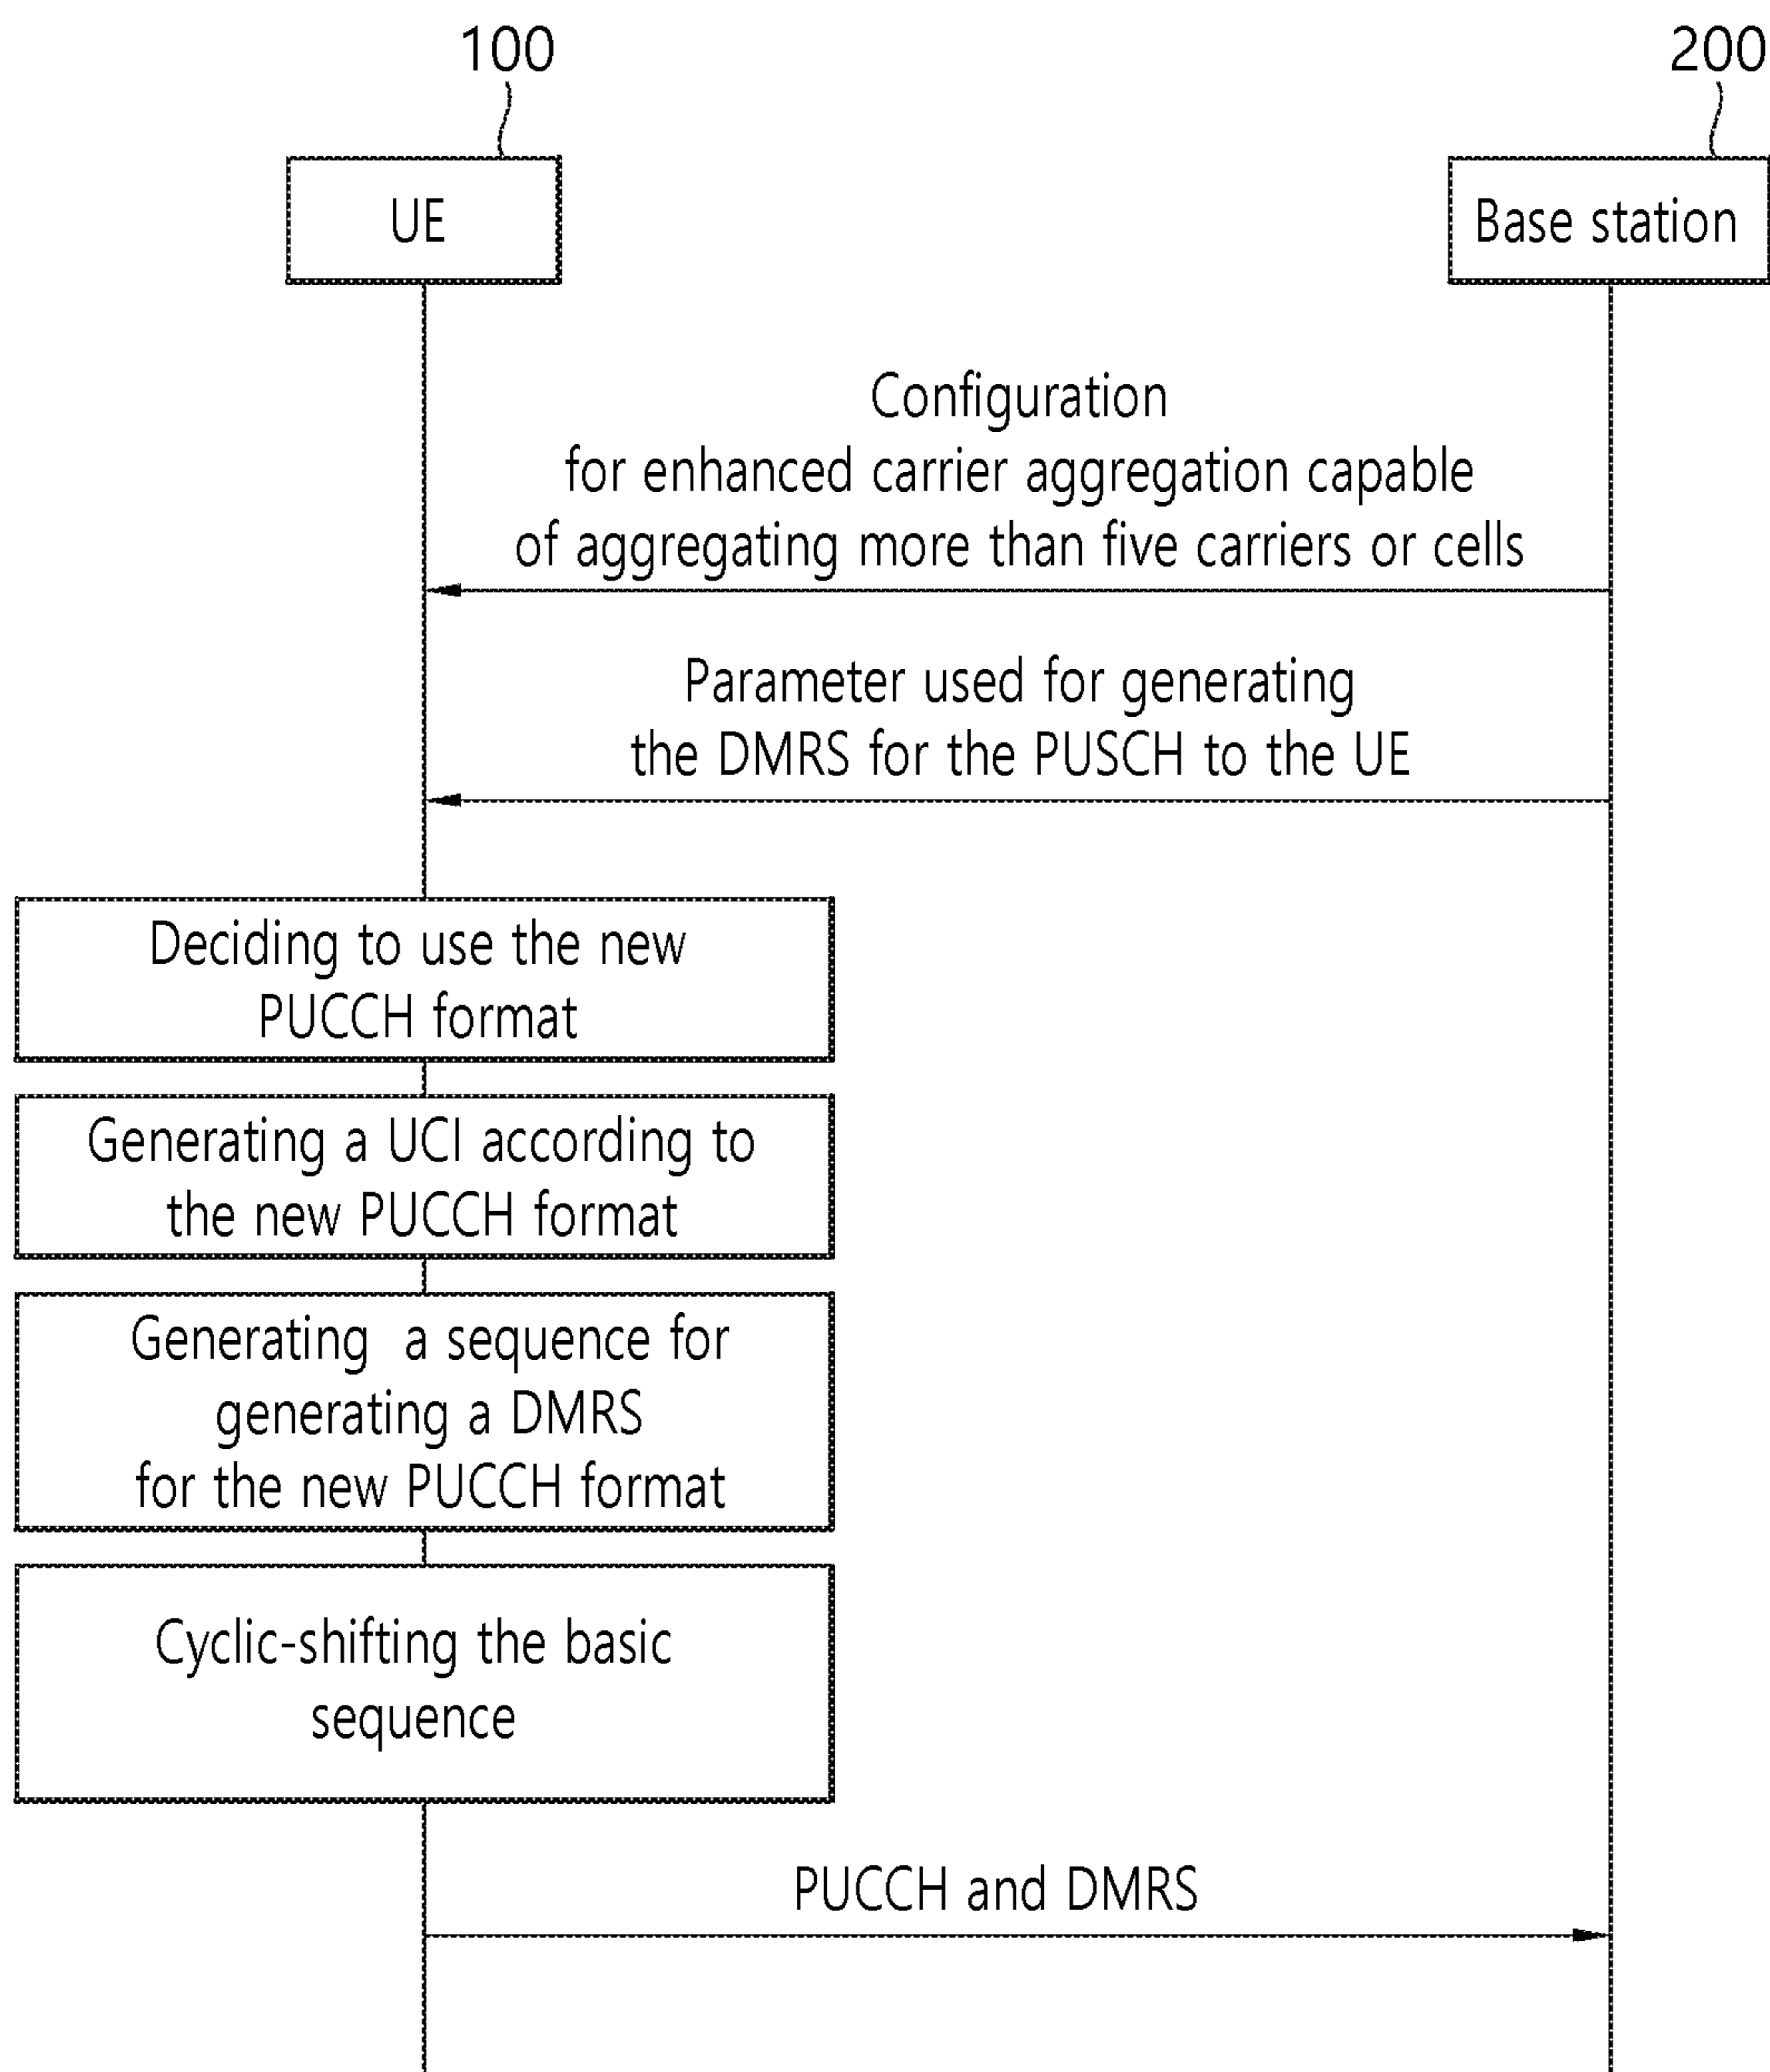 100
200
UE
Base station
Configuration
for enhanced carrier aggregation capable
of aggregating more than five carriers or cells
Parameter used for generating
the DMRS for the PUSCH to the UE
Deciding to use the new
PUCCH format
Generating a UCI according to
the new PUCCH format
Generating a sequence for
generating a DMRS
for the new PUCCH format
Cyclic-shifting the basic
sequence
PUCCH and DMRS